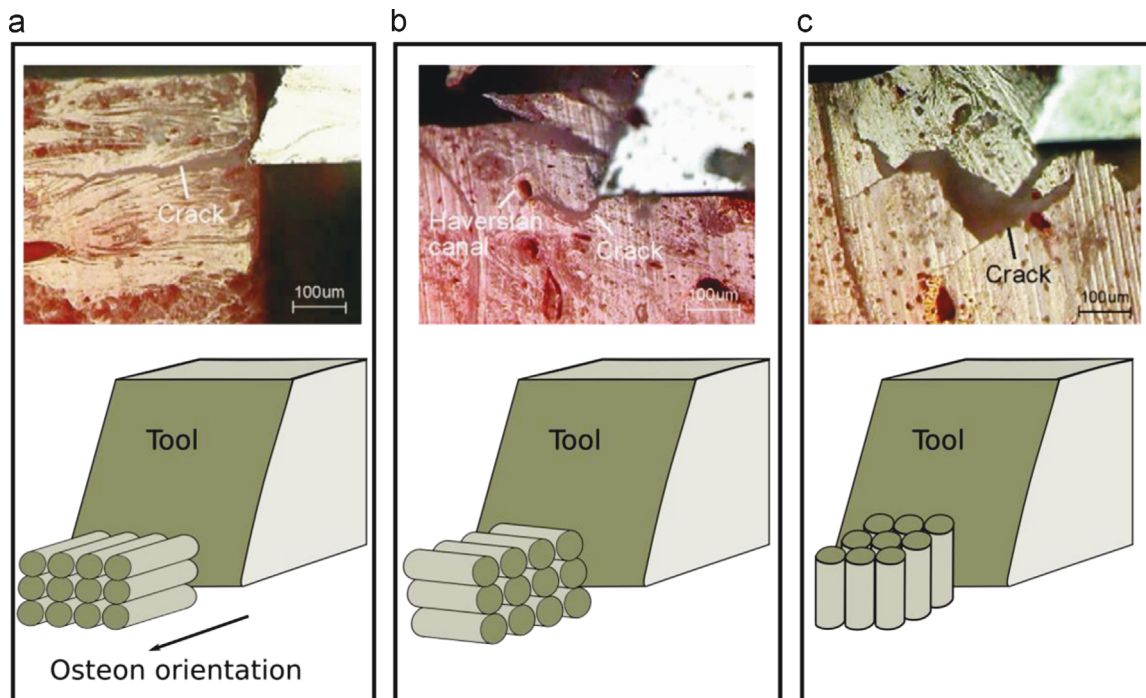 a
b
c
Crack
100um
Haversian
canal
Crack
100um
Crack
100um
Tool
Tool
Tool
Osteon orientation